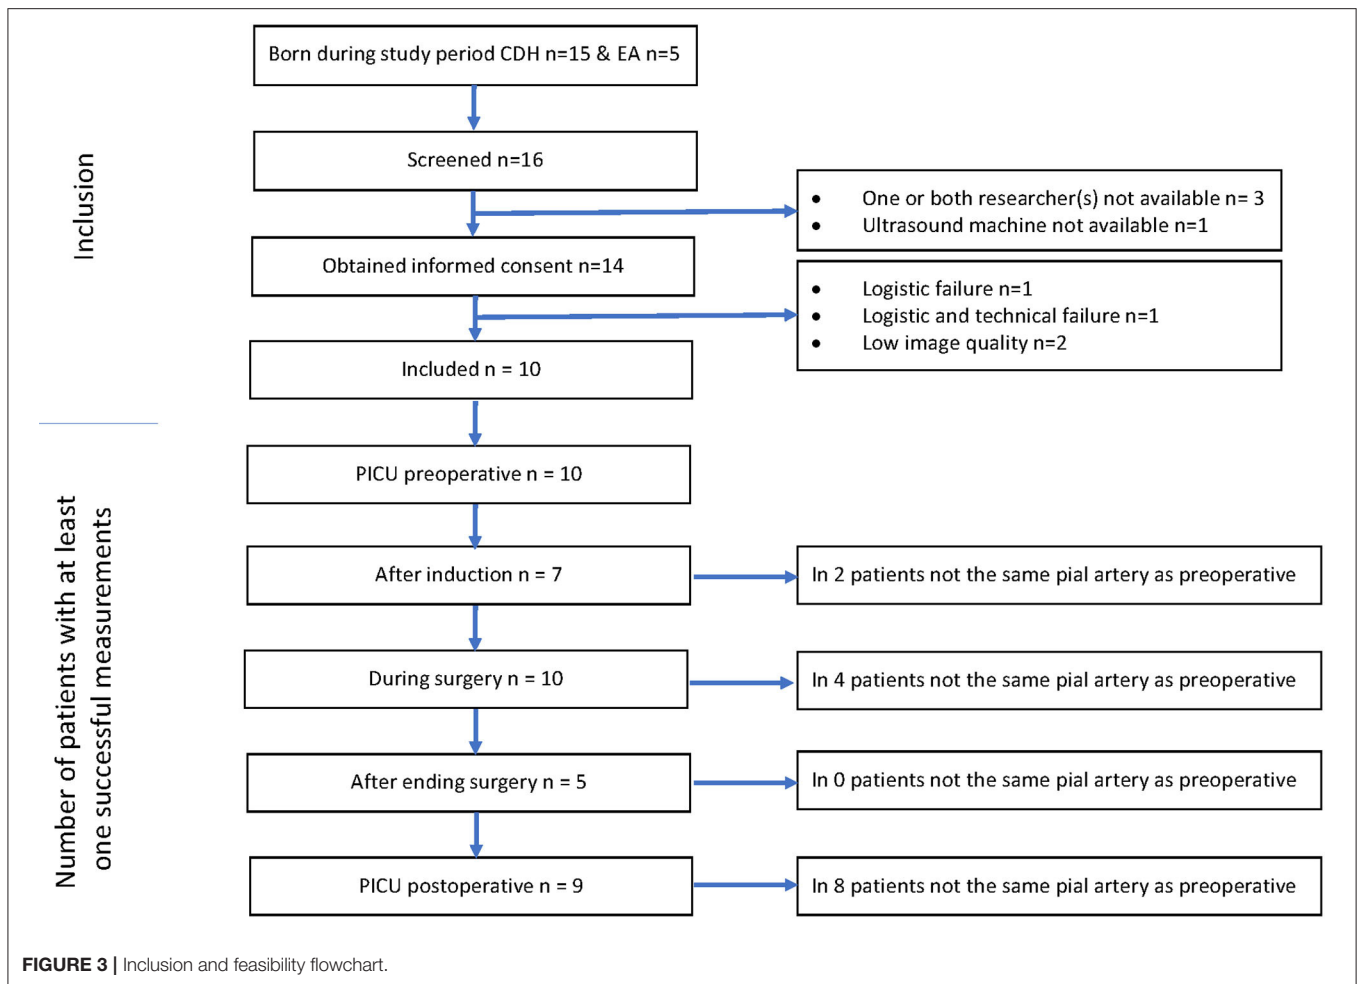 Inclusion
Born during study period CDH n=15 & EA n=5
Screened n=16
• One or both researcher(s) not available n= 3
• Ultrasound machine not available n=1
Obtained informed consent n=14
• Logistic failure n=1
• Logistic and technical failure n=1
• Low image quality n=2
Included n = 10
Number of patients with at least
one successful measurements
PICU preoperative n = 10
After induction n = 7
In 2 patients not the same pial artery as preoperative
During surgery n = 10
In 4 patients not the same pial artery as preoperative
After ending surgery n = 5
In 0 patients not the same pial artery as preoperative
PICU postoperative n = 9
In 8 patients not the same pial artery as preoperative
FIGURE 3 | Inclusion and feasibility flowchart.